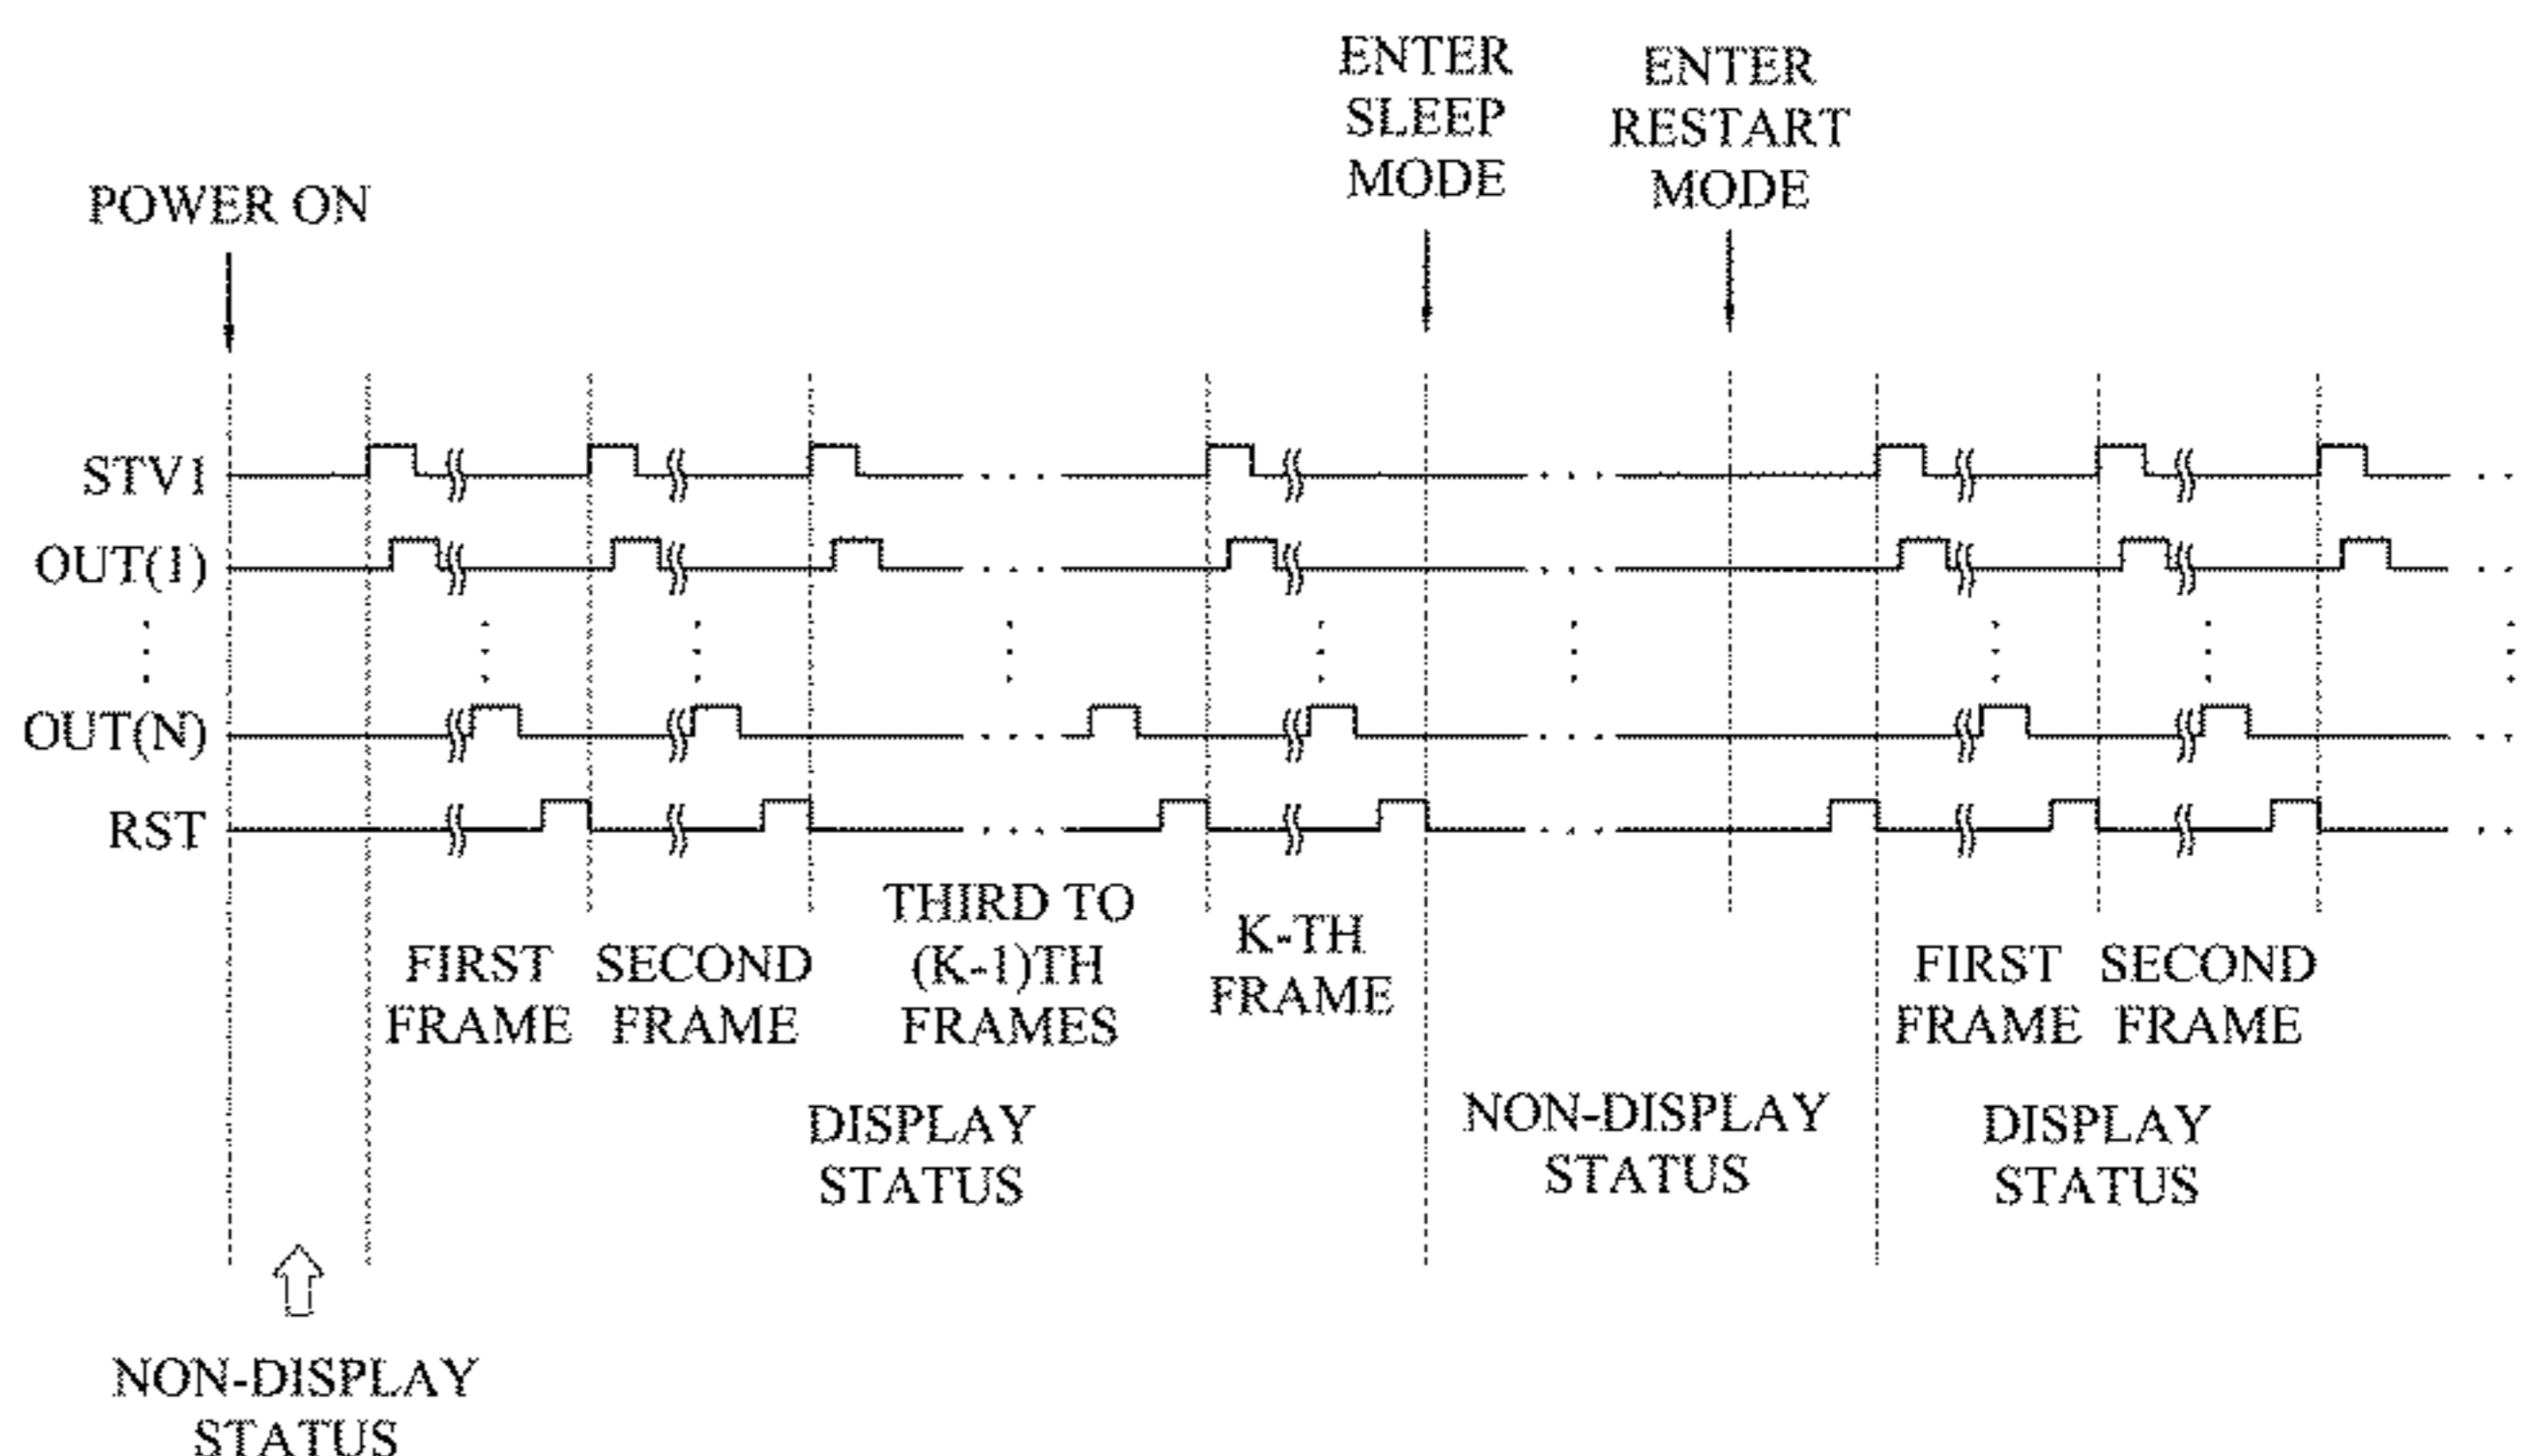 ENTER
SLEEP
MODE
ENTER
RESTART
MODE
POWER ON
STV1
OUT(1)
OUT(N)
RST
FIRST
FRAME
SECOND
FRAME
THIRD TO
(K-1)TH
FRAMES
K-TH
FRAME
FIRST
FRAME
SECOND
FRAME
DISPLAY
STATUS
NON-DISPLAY
STATUS
DISPLAY
STATUS
NON-DISPLAY
STATUS